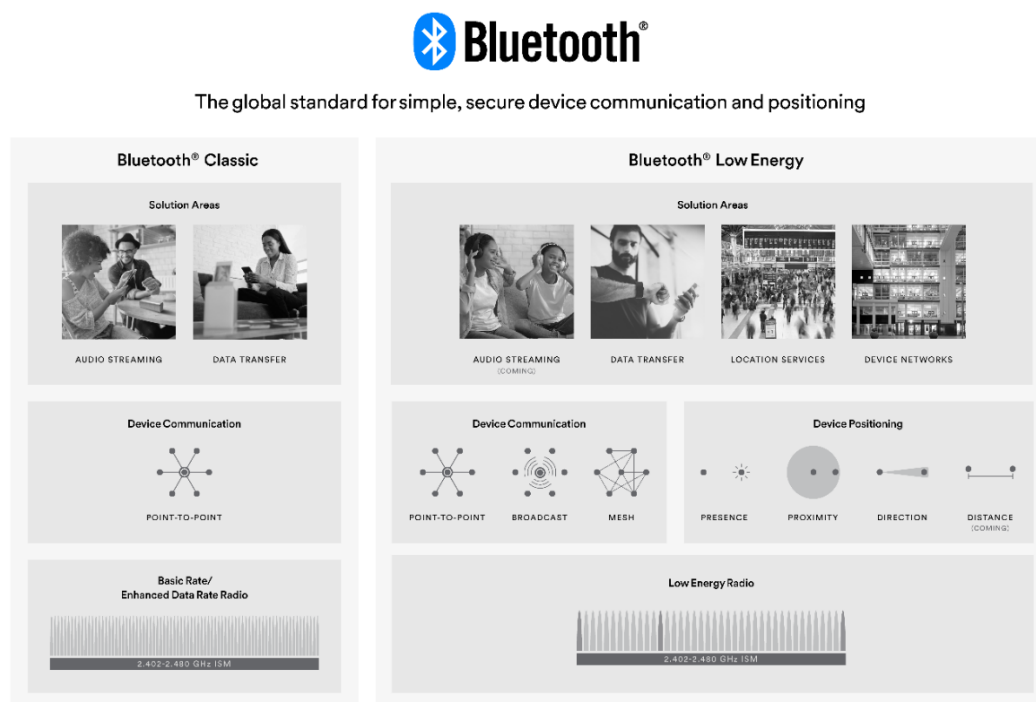 Bluetooth®
The global standard for simple, secure device communication and positioning
Bluetooth® Classic
Solution Areas
AUDIO STREAMING
DATA TRANSFER
Device Communication
POINT-TO-POINT
Basic Rate/
Enhanced Data Rate Radio
2.402-2.480 GHz ISM
Bluetooth® Low Energy
Solution Areas
AUDIO STREAMING
(COMING)
DATA TRANSFER
LOCATION SERVICES
DEVICE NETWORKS
Device Communication
POINT-TO-POINT
BROADCAST
MESH
Device Positioning
PRESENCE
PROXIMITY
DIRECTION
DISTANCE
(COMING)
Low Energy Radio
2.402-2.480 GHz ISM